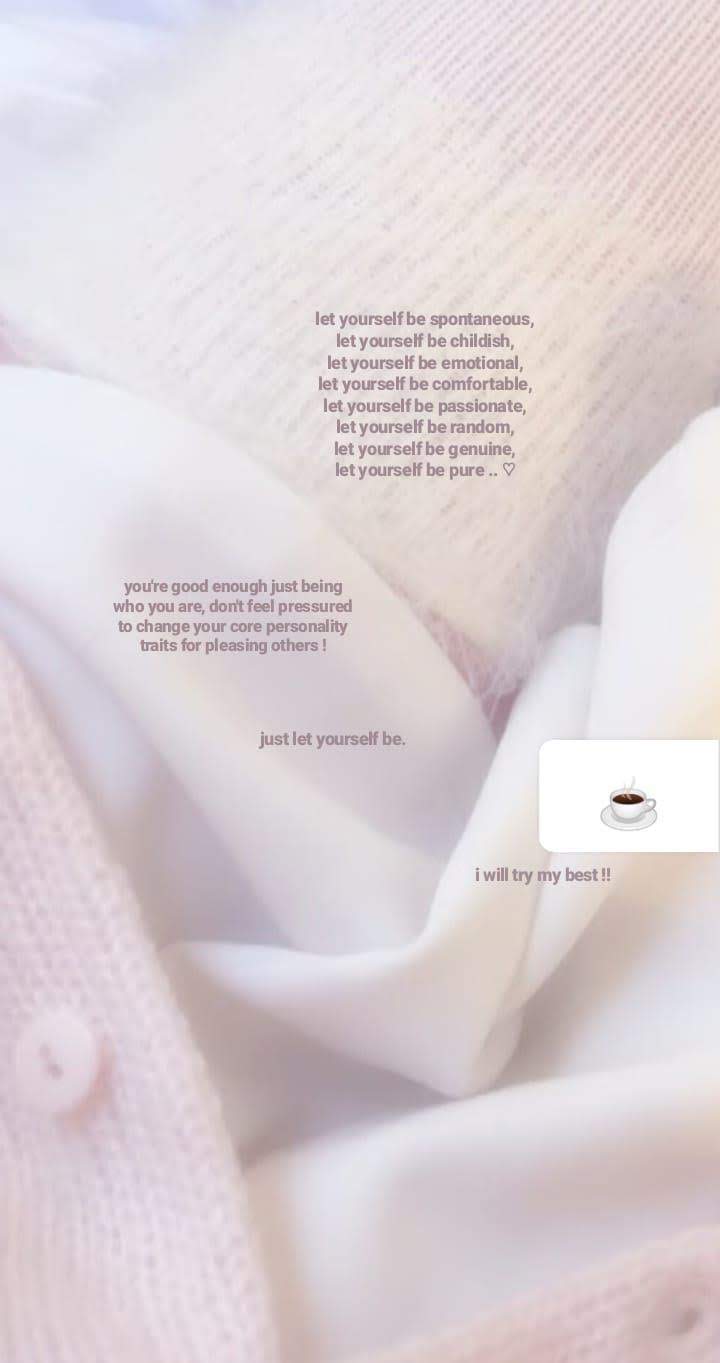 let yourself be spontaneous,
let yourself be childish,
let yourself be emotional,
let yourself be comfortable,
let yourself be passionate,
let yourself be random,
let yourself be genuine,
let yourself be pure .. ♡
you're good enough just being
who you are, don't feel pressured
to change your core personality
traits for pleasing others !
just let yourself be.
i will try my best !!